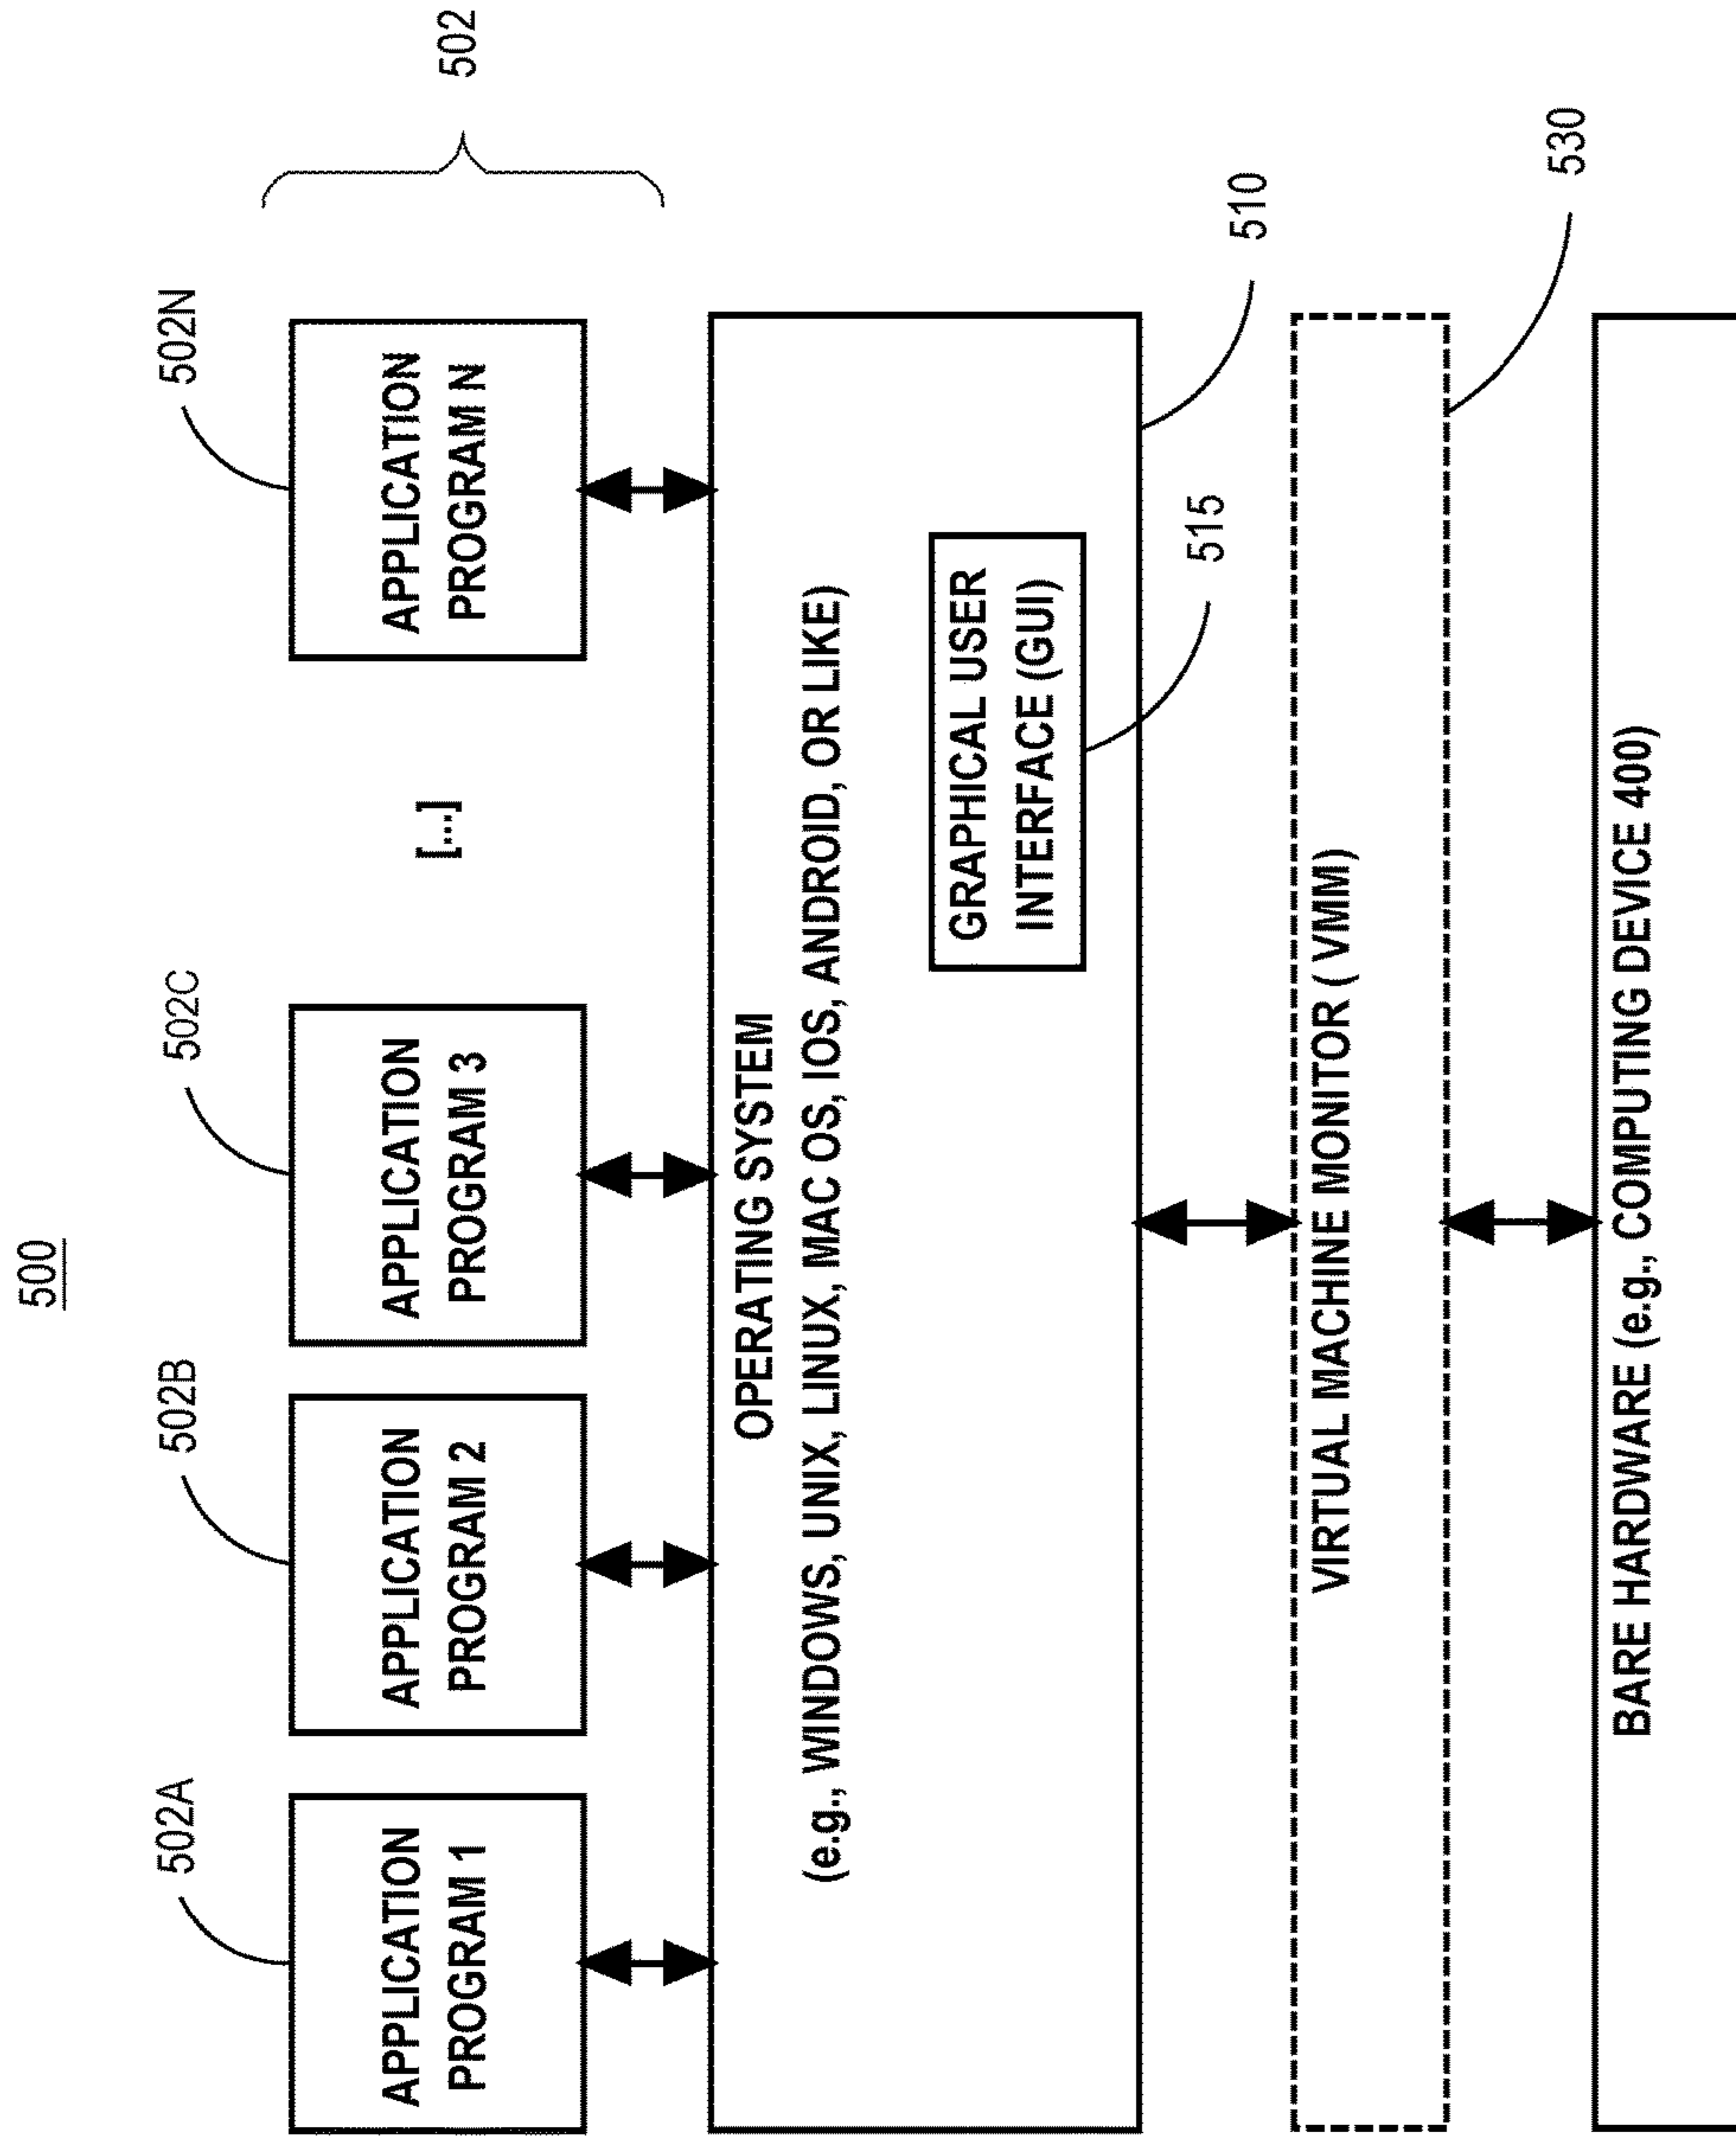 500
502A
502B
502C
502N
502
APPLICATION
PROGRAM 1
APPLICATION
PROGRAM 2
APPLICATION
PROGRAM 3
[...]
APPLICATION
PROGRAM N
OPERATING SYSTEM
(e.g., WINDOWS, UNIX, LINUX, MAC OS, IOS, ANDROID, OR LIKE)
GRAPHICAL USER
INTERFACE (GUI)
510
515
VIRTUAL MACHINE MONITOR ( VMM)
530
BARE HARDWARE (e.g., COMPUTING DEVICE 400)